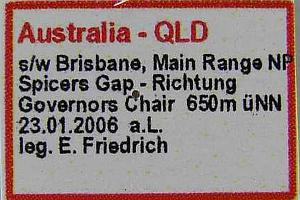 Australia - QLD
s/w Brisbane, Main Range NP
Spicers Gap - Richtung
Governors Chair 650m üNN
23.01.2006 a.L.
leg. E. Friedrich